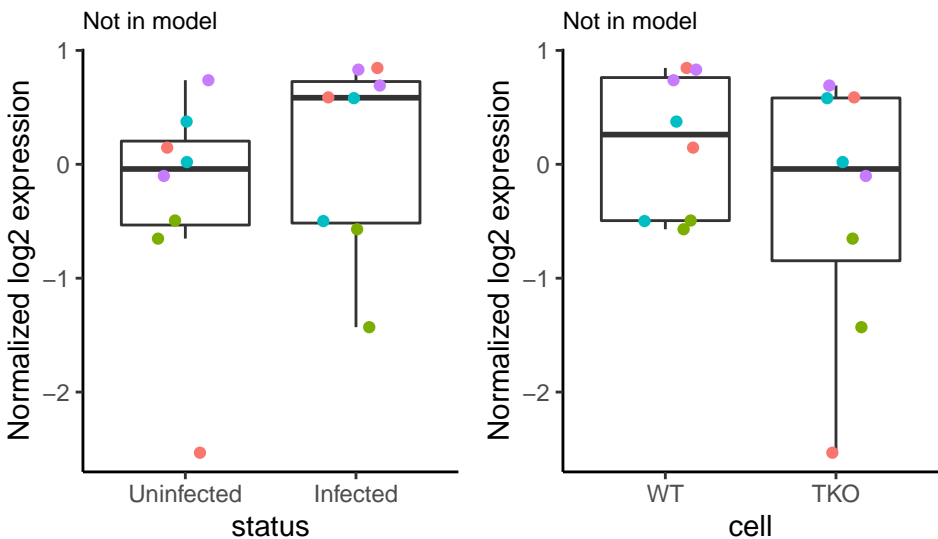 Not in model
Normalized log2 expression
1
0
−1
−2
Uninfected
Infected
status
Not in model
Normalized log2 expression
1
0
−1
−2
WT
TKO
cell